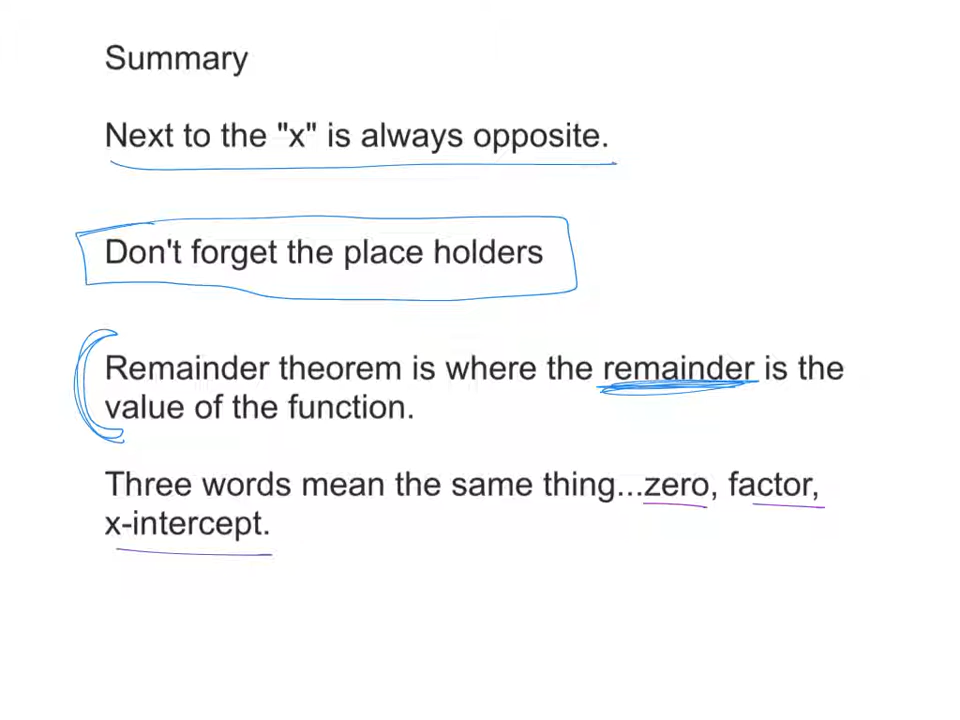 Summary
Next to the "x" is always opposite.
Don't forget the place holders
Remainder theorem is where the remainder is the
value of the function.
Three words mean the same thing...zero, factor,
x-intercept.